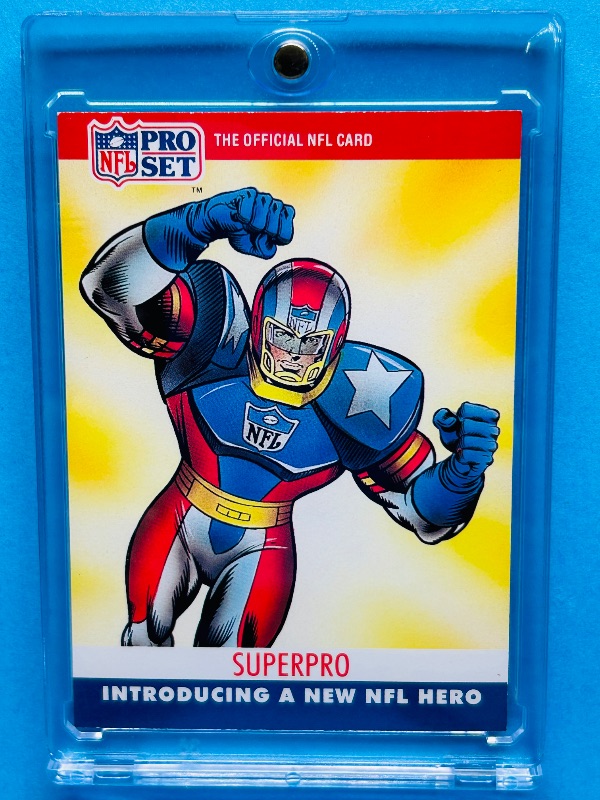 NFL PRO SET
THE OFFICIAL NFL CARD
TM
NFL
NFL
SUPERPRO
INTRODUCING A NEW NFL HERO